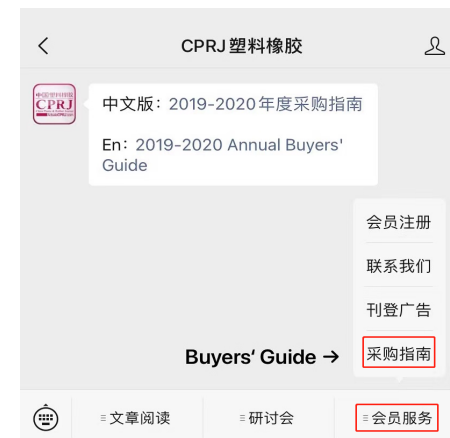 CPRJ塑料橡胶
CPRJ
中文版：2019-2020年度采购指南
En：2019-2020 Annual Buyers'
Guide
会员注册
联系我们
刊登广告
Buyers' Guide → 采购指南
文章阅读
研讨会
会员服务